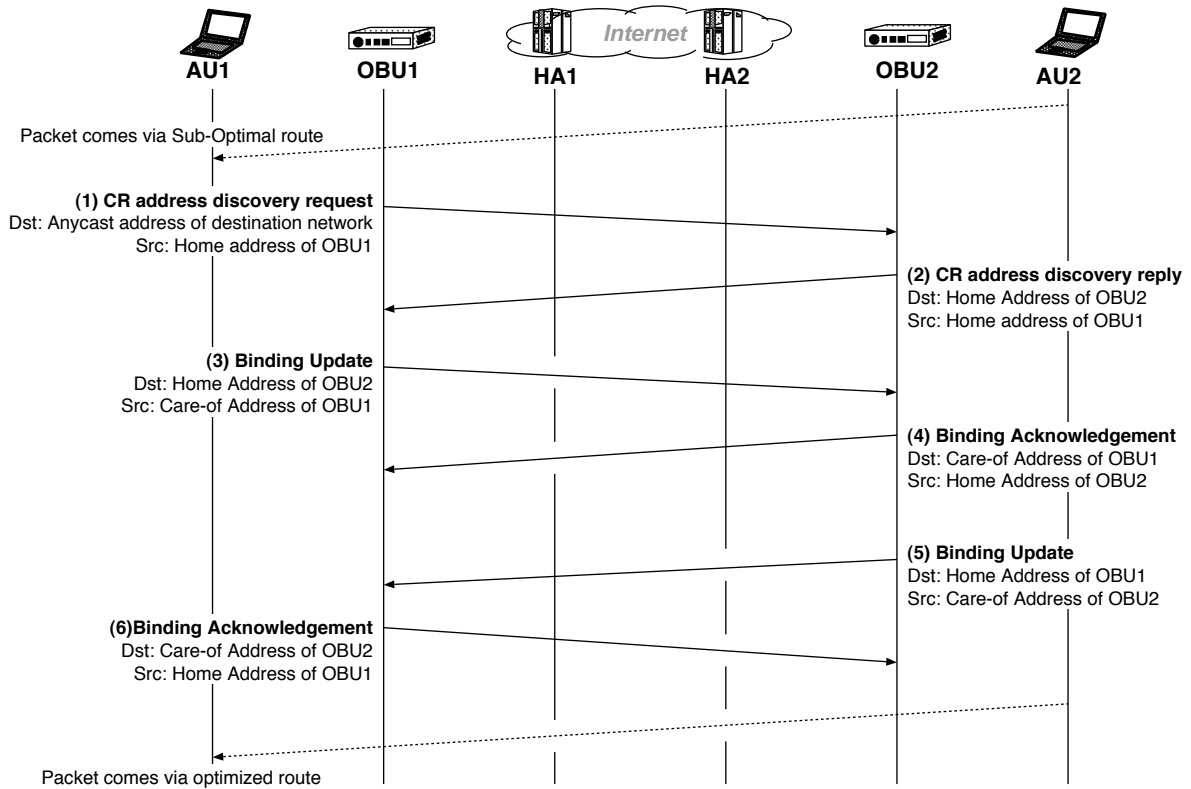 Internet
AU1
OBU1
HA1
HA2
OBU2
AU2
Packet comes via Sub-Optimal route
(1) CR address discovery request
Dst: Anycast address of destination network
Src: Home address of OBU1
(2) CR address discovery reply
Dst: Home Address of OBU2
Src: Home address of OBU1
(3) Binding Update
Dst: Home Address of OBU2
Src: Care-of Address of OBU1
(4) Binding Acknowledgement
Dst: Care-of Address of OBU1
Src: Home Address of OBU2
(5) Binding Update
Dst: Home Address of OBU1
Src: Care-of Address of OBU2
(6)Binding Acknowledgement
Dst: Care-of Address of OBU2
Src: Home Address of OBU1
Packet comes via optimized route